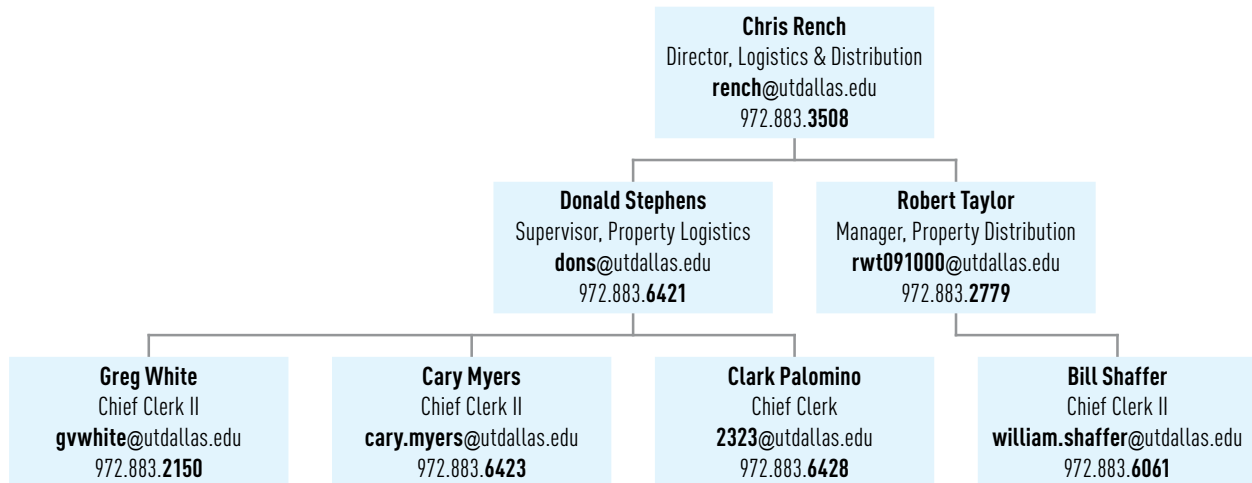 Chris Rench
Director, Logistics & Distribution
rench@utdallas.edu
972.883.3508
Donald Stephens
Supervisor, Property Logistics
dons@utdallas.edu
972.883.6421
Robert Taylor
Manager, Property Distribution
rwt091000@utdallas.edu
972.883.2779
Greg White
Chief Clerk II
gvwhite@utdallas.edu
972.883.2150
Cary Myers
Chief Clerk II
cary.myers@utdallas.edu
972.883.6423
Clark Palomino
Chief Clerk
2323@utdallas.edu
972.883.6428
Bill Shaffer
Chief Clerk II
william.shaffer@utdallas.edu
972.883.6061